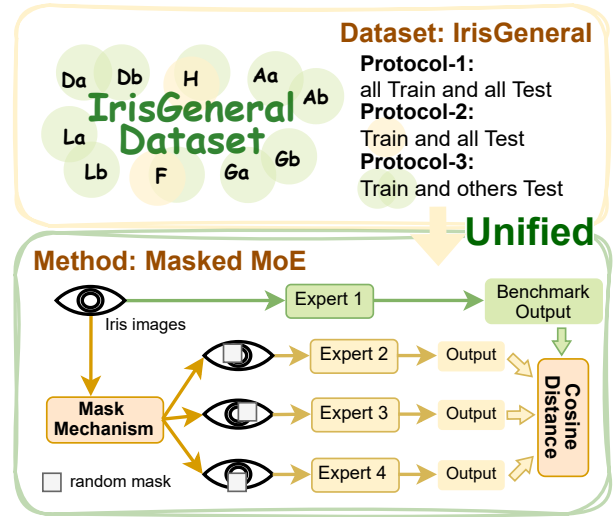 Dataset: IrisGeneral
Da
Db
H
Aa
Ab
IrisGeneral
Dataset
La
Lb
F
Ga
Gb
Protocol-1:
all Train and all Test
Protocol-2:
Train and all Test
Protocol-3:
Train and others Test
Unified
Method: Masked MoE
Iris images
Expert 1
Benchmark
Output
Mask
Mechanism
Expert 2
Output
Expert 3
Output
Expert 4
Output
Cosine
Distance
random mask